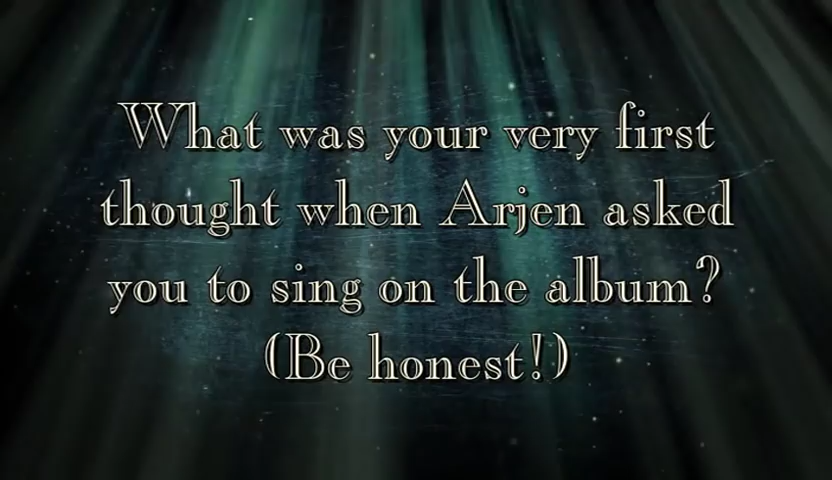 What was your very first
thought when Arjen asked
you to sing on the album?
(Be honest!)